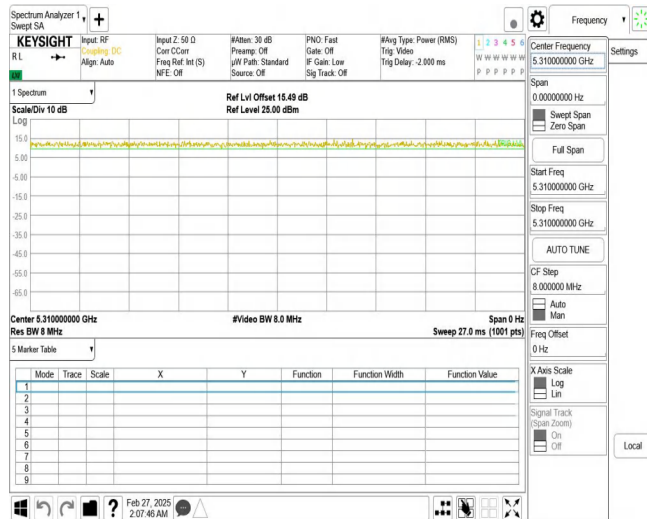 Spectrum Analyzer 1
Swept SA
+
Frequency
KEYSIGHT
R L
Input: RF
Coupling: DC
Align: Auto
Input Z: 50 Ω
Corr CCorr
Freq Ref: Int (S)
NFE: Off
#Atten: 30 dB
Preamp: Off
µW Path: Standard
Source: Off
PNO: Fast
Gate: Off
IF Gain: Low
Sig Track: Off
#Avg Type: Power (RMS)
Trig: Video
Trig Delay: -2.000 ms
1 2 3 4 5 6
W W W W W W
P P P P P P
1 Spectrum
Scale/Div 10 dB
Log
Ref Lvl Offset 15.49 dB
Ref Level 25.00 dBm
15.0
5.00
-5.00
-15.0
-25.0
-35.0
-45.0
-55.0
-65.0
Center 5.310000000 GHz
Res BW 8 MHz
#Video BW 8.0 MHz
Span 0 Hz
Sweep 27.0 ms (1001 pts)
5 Marker Table
Mode Trace Scale X Y Function Function Width Function Value
1
2
3
4
5
6
7
8
9
Feb 27, 2025
2:07:46 AM
Center Frequency
5.310000000 GHz
Settings
Span
0.00000000 Hz
Swept Span
Zero Span
Full Span
Start Freq
5.310000000 GHz
Stop Freq
5.310000000 GHz
AUTO TUNE
CF Step
8.000000 MHz
Auto
Man
Freq Offset
0 Hz
X Axis Scale
Log
Lin
Signal Track
(Span Zoom)
On
Off
Local